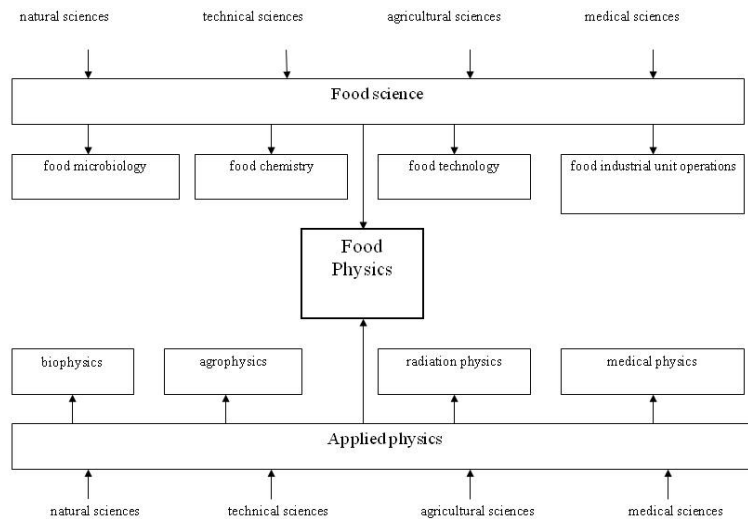 natural sciences
technical sciences
agricultural sciences
medical sciences
Food science
food microbiology
food chemistry
food technology
food industrial unit operations
Food
Physics
biophysics
agrophysics
radiation physics
medical physics
Applied physics
natural sciences
technical sciences
agricultural sciences
medical sciences